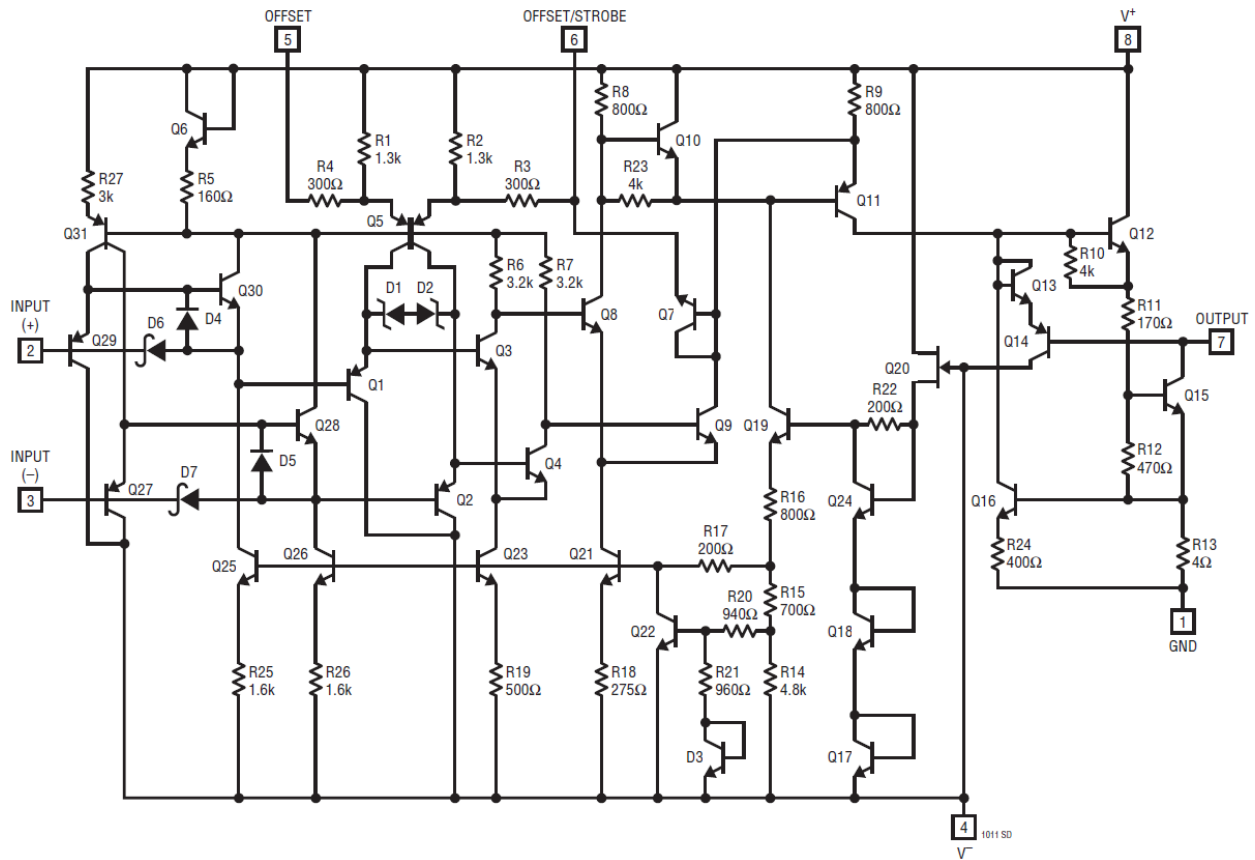 OFFSET
5
OFFSET/STROBE
6
V+
8
Q6
R5
160Ω
R27
3k
R4
300Ω
R1
1.3k
R2
1.3k
R3
300Ω
R8
800Ω
Q10
R23
4k
R9
800Ω
Q11
Q12
R10
4k
Q31
Q5
Q30
D1
D2
R6
3.2k
R7
3.2k
Q8
Q7
Q13
R11
170Ω
OUTPUT
7
INPUT
(+)
2
Q29
D6
D4
Q1
Q3
Q14
Q20
Q15
Q28
Q9
Q19
R22
200Ω
R12
470Ω
INPUT
(–)
3
Q27
D7
D5
Q2
Q4
Q24
Q16
R16
800Ω
R17
200Ω
R24
400Ω
R13
4Ω
1
GND
Q25
Q26
Q23
Q21
R20
940Ω
R15
700Ω
Q22
Q18
R25
1.6k
R26
1.6k
R19
500Ω
R18
275Ω
R21
960Ω
R14
4.8k
D3
Q17
4
V–
1011 SD